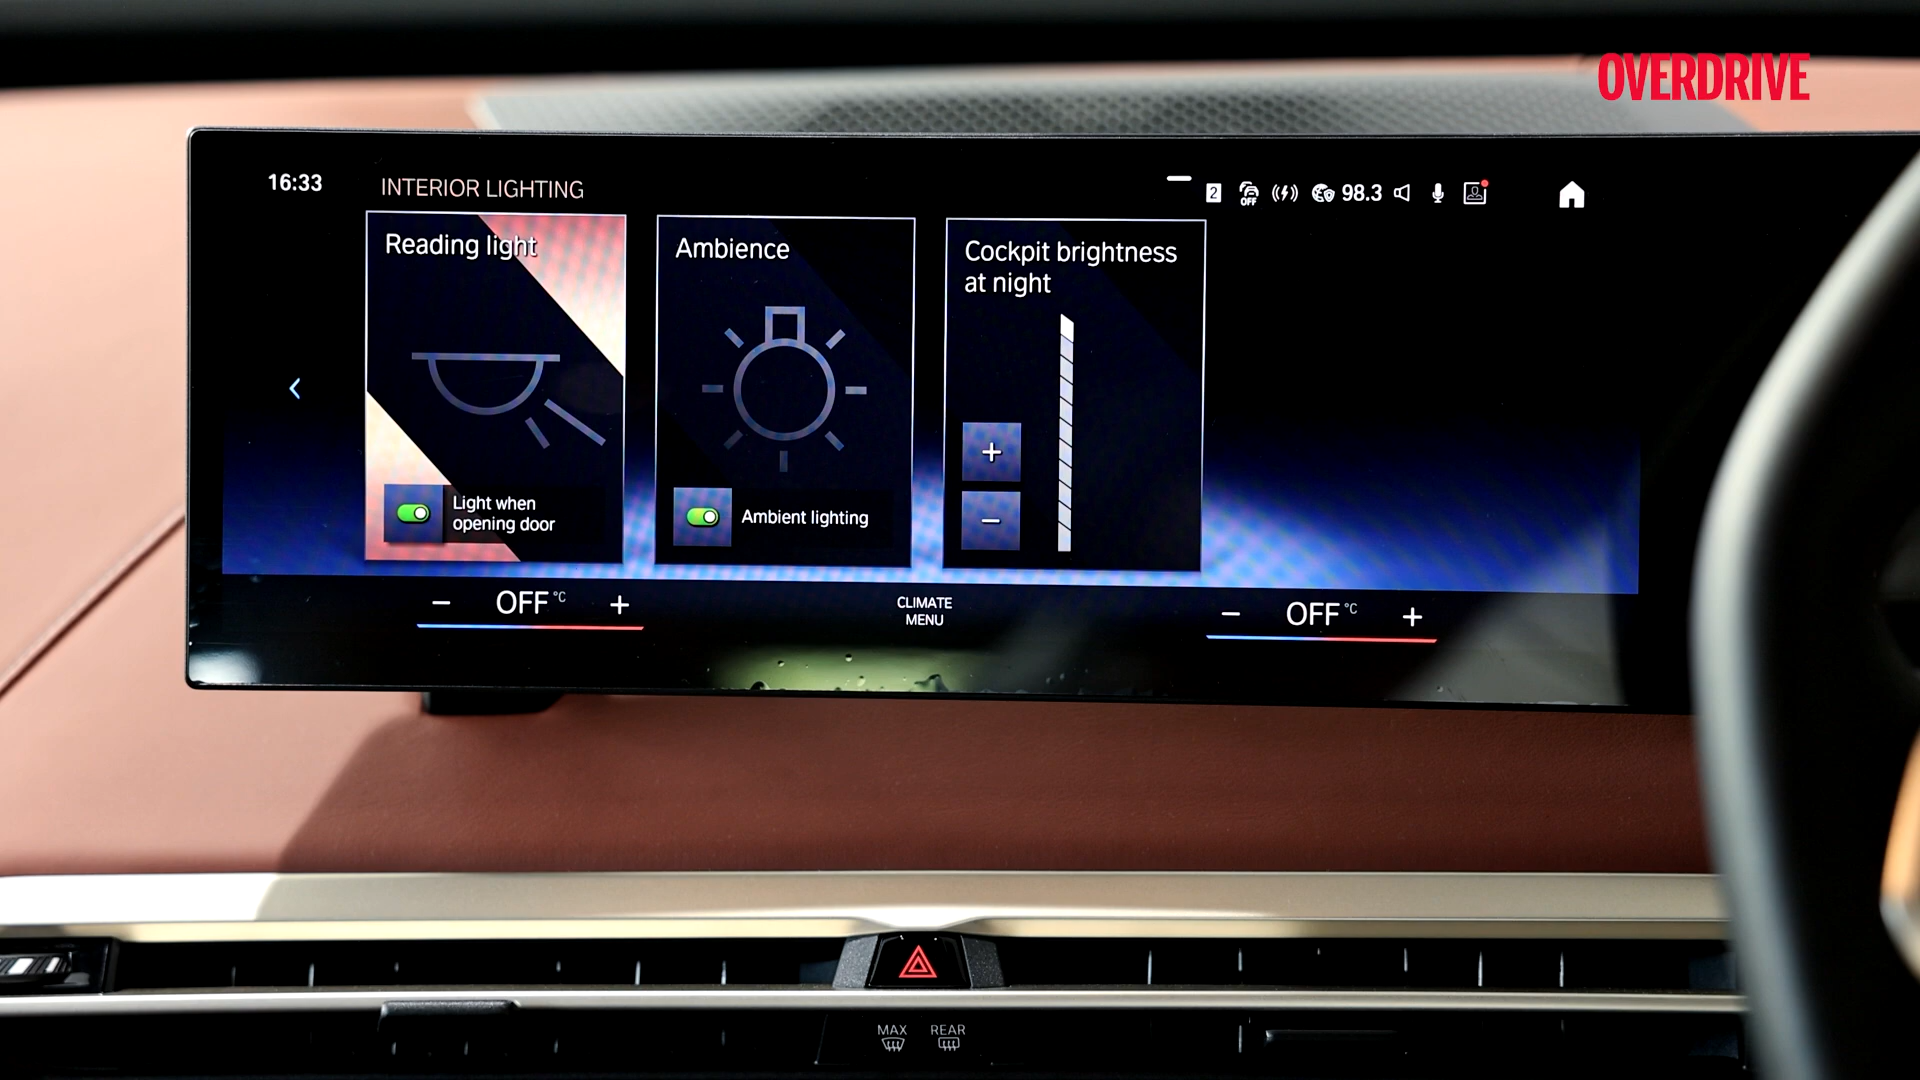 OVERDRIVE
16:33
INTERIOR LIGHTING
2
OFF
98.3
Reading light
Ambience
Cockpit brightness
at night
+
−
Light when
opening door
Ambient lighting
− OFF °C +
CLIMATE
MENU
− OFF °C +
MAX
REAR